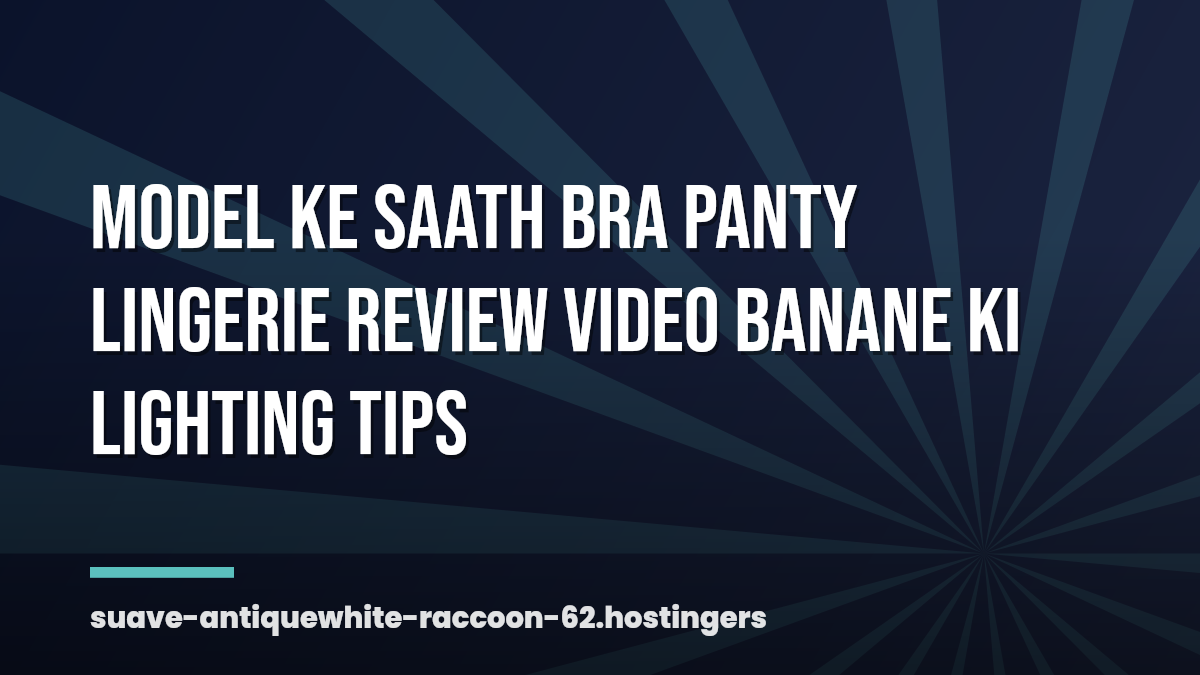 MODEL KE SAATH BRA PANTY
LINGERIE REVIEW VIDEO BANANE KI
LIGHTING TIPS
suave-antiquewhite-raccoon-62.hostingers